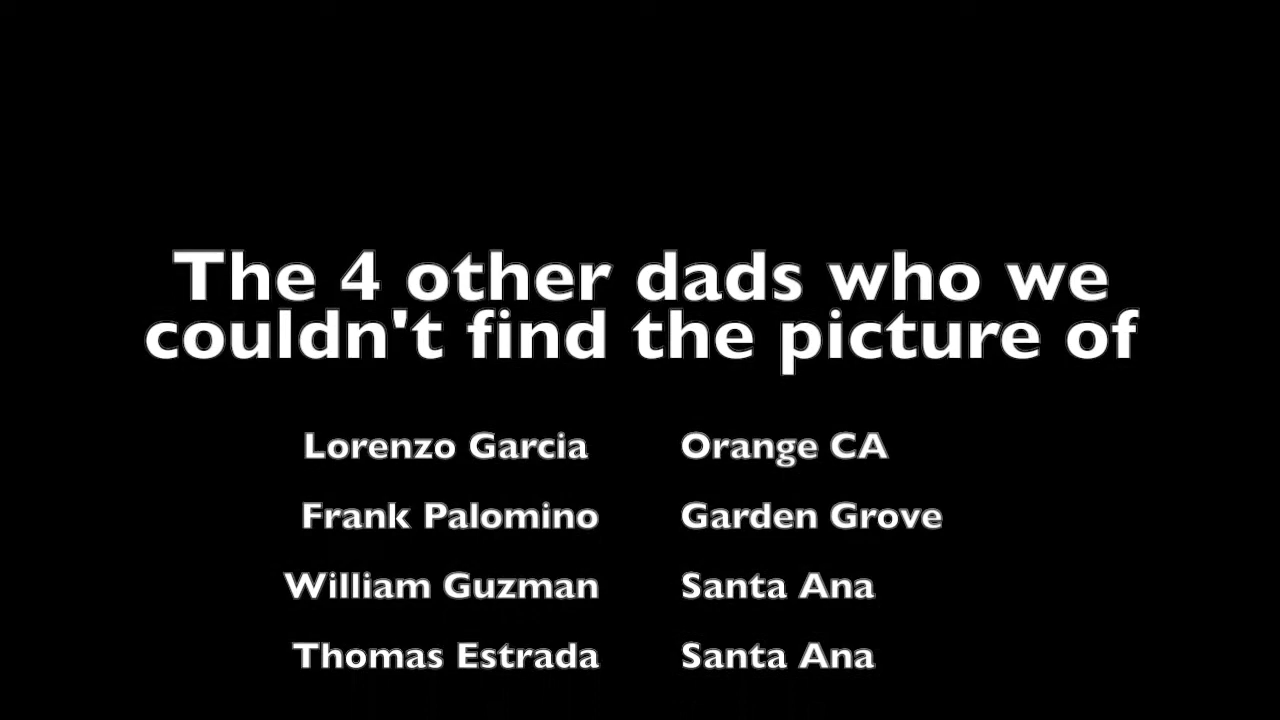 The 4 other dads who we
couldn't find the picture of
Lorenzo Garcia Orange CA
Frank Palomino Garden Grove
William Guzman Santa Ana
Thomas Estrada Santa Ana